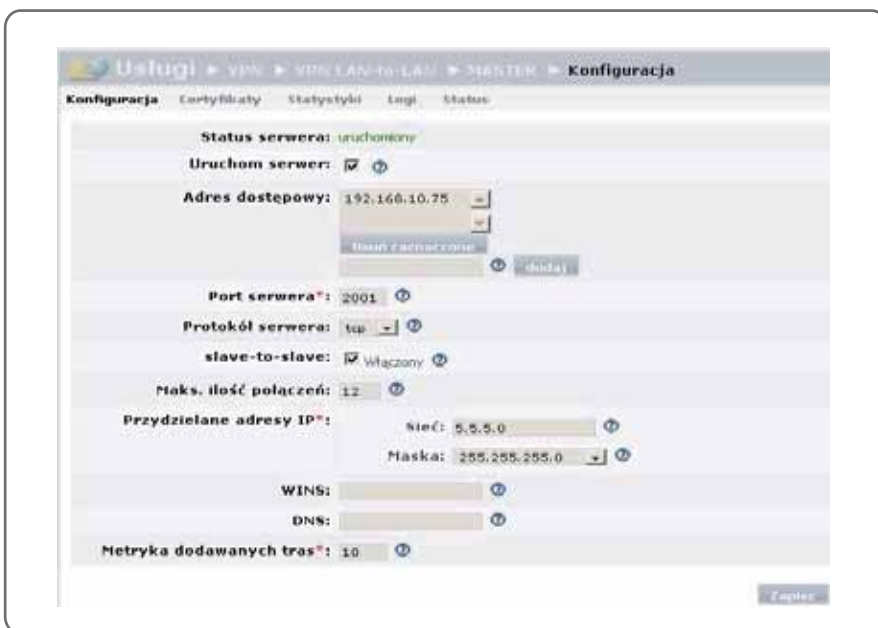 Usługi ▸ VPN ▸ VPN LAN-to-LAN ▸ MASTER ▸ Konfiguracja
Konfiguracja Certyfikaty Statystyki Logi Status
Status serwera: uruchomiony
Uruchom serwer:
Adres dostępowy: 192.168.10.75
Usuń zaznaczone
dodaj
Port serwera*: 2001
Protokół serwera: tcp
slave-to-slave: Włączony
Maks. ilość połączeń: 12
Przydzielane adresy IP*:
Sieć: 5.5.5.0
Maska: 255.255.255.0
WINS:
DNS:
Metryka dodawanych tras*: 10
Zapisz